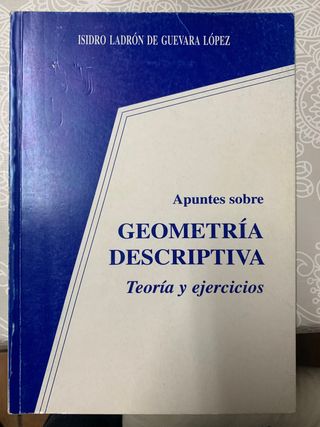 ISIDRO LADRÓN DE GUEVARA LÓPEZ
Apuntes sobre
GEOMETRÍA
DESCRIPTIVA
Teoría y ejercicios